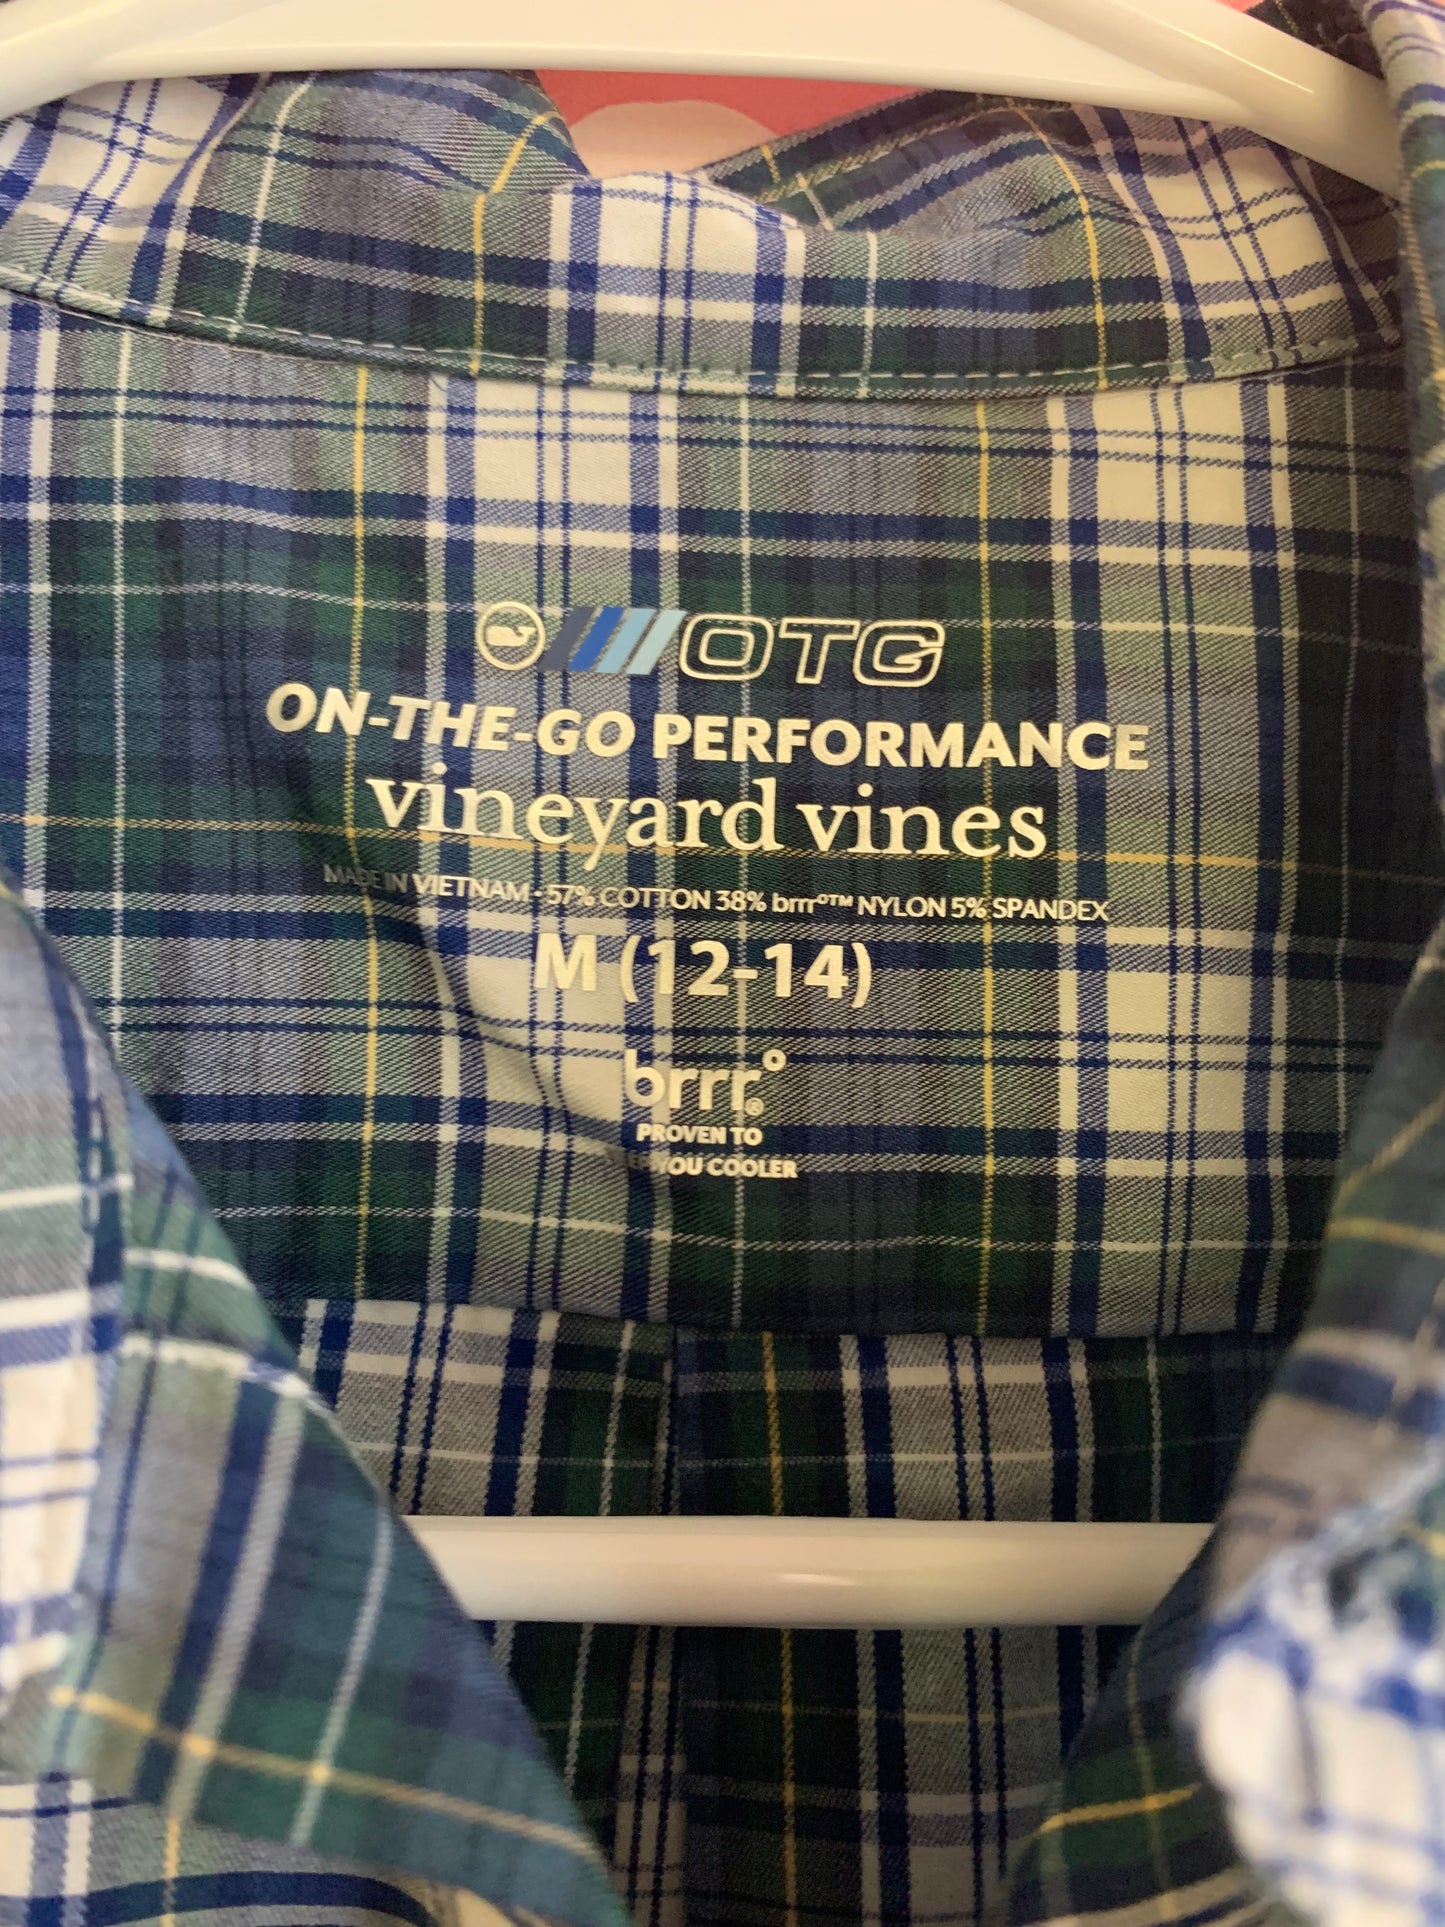 OTG
ON-THE-GO PERFORMANCE
vineyard vines
MADE IN VIETNAM - 57% COTTON 38% brrr°™ NYLON 5% SPANDEX
M (12-14)
brrr.° ®
PROVEN TO
YOU COOLER